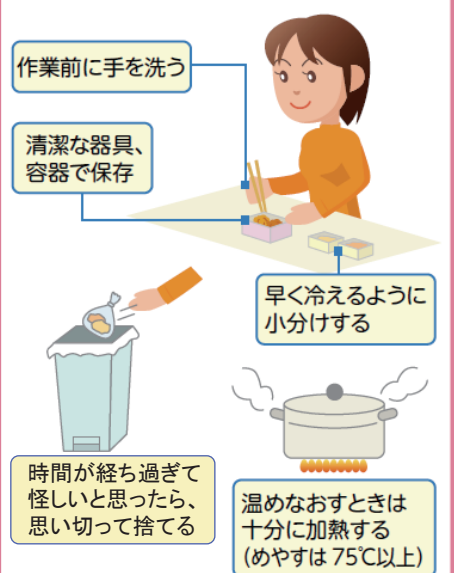 作業前に手を洗う
清潔な器具、
容器で保存
早く冷えるように
小分けする
時間が経ち過ぎて
怪しいと思ったら、
思い切って捨てる
温めなおすときは
十分に加熱する
(めやすは 75℃以上)